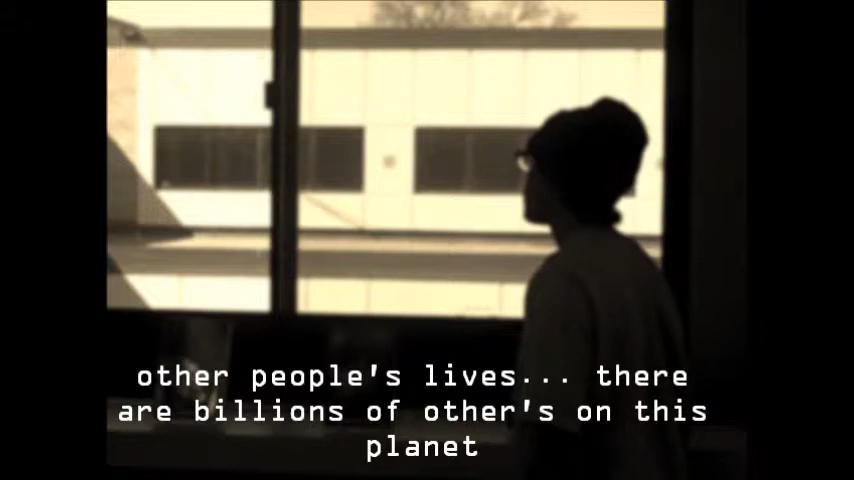 other people's lives... there
are billions of other's on this
planet